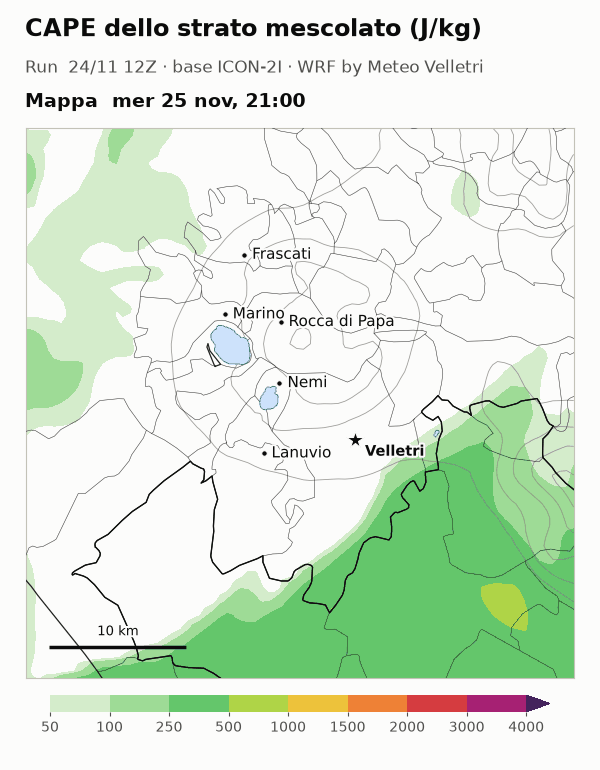 CAPE dello strato mescolato (J/kg)
Run  24/11 12Z · base ICON-2I · WRF by Meteo Velletri
Mappa  mer 25 nov, 21:00
Frascati
Marino
Rocca di Papa
Nemi
Velletri
Lanuvio
10 km
50 100 250 500 1000 1500 2000 3000 4000